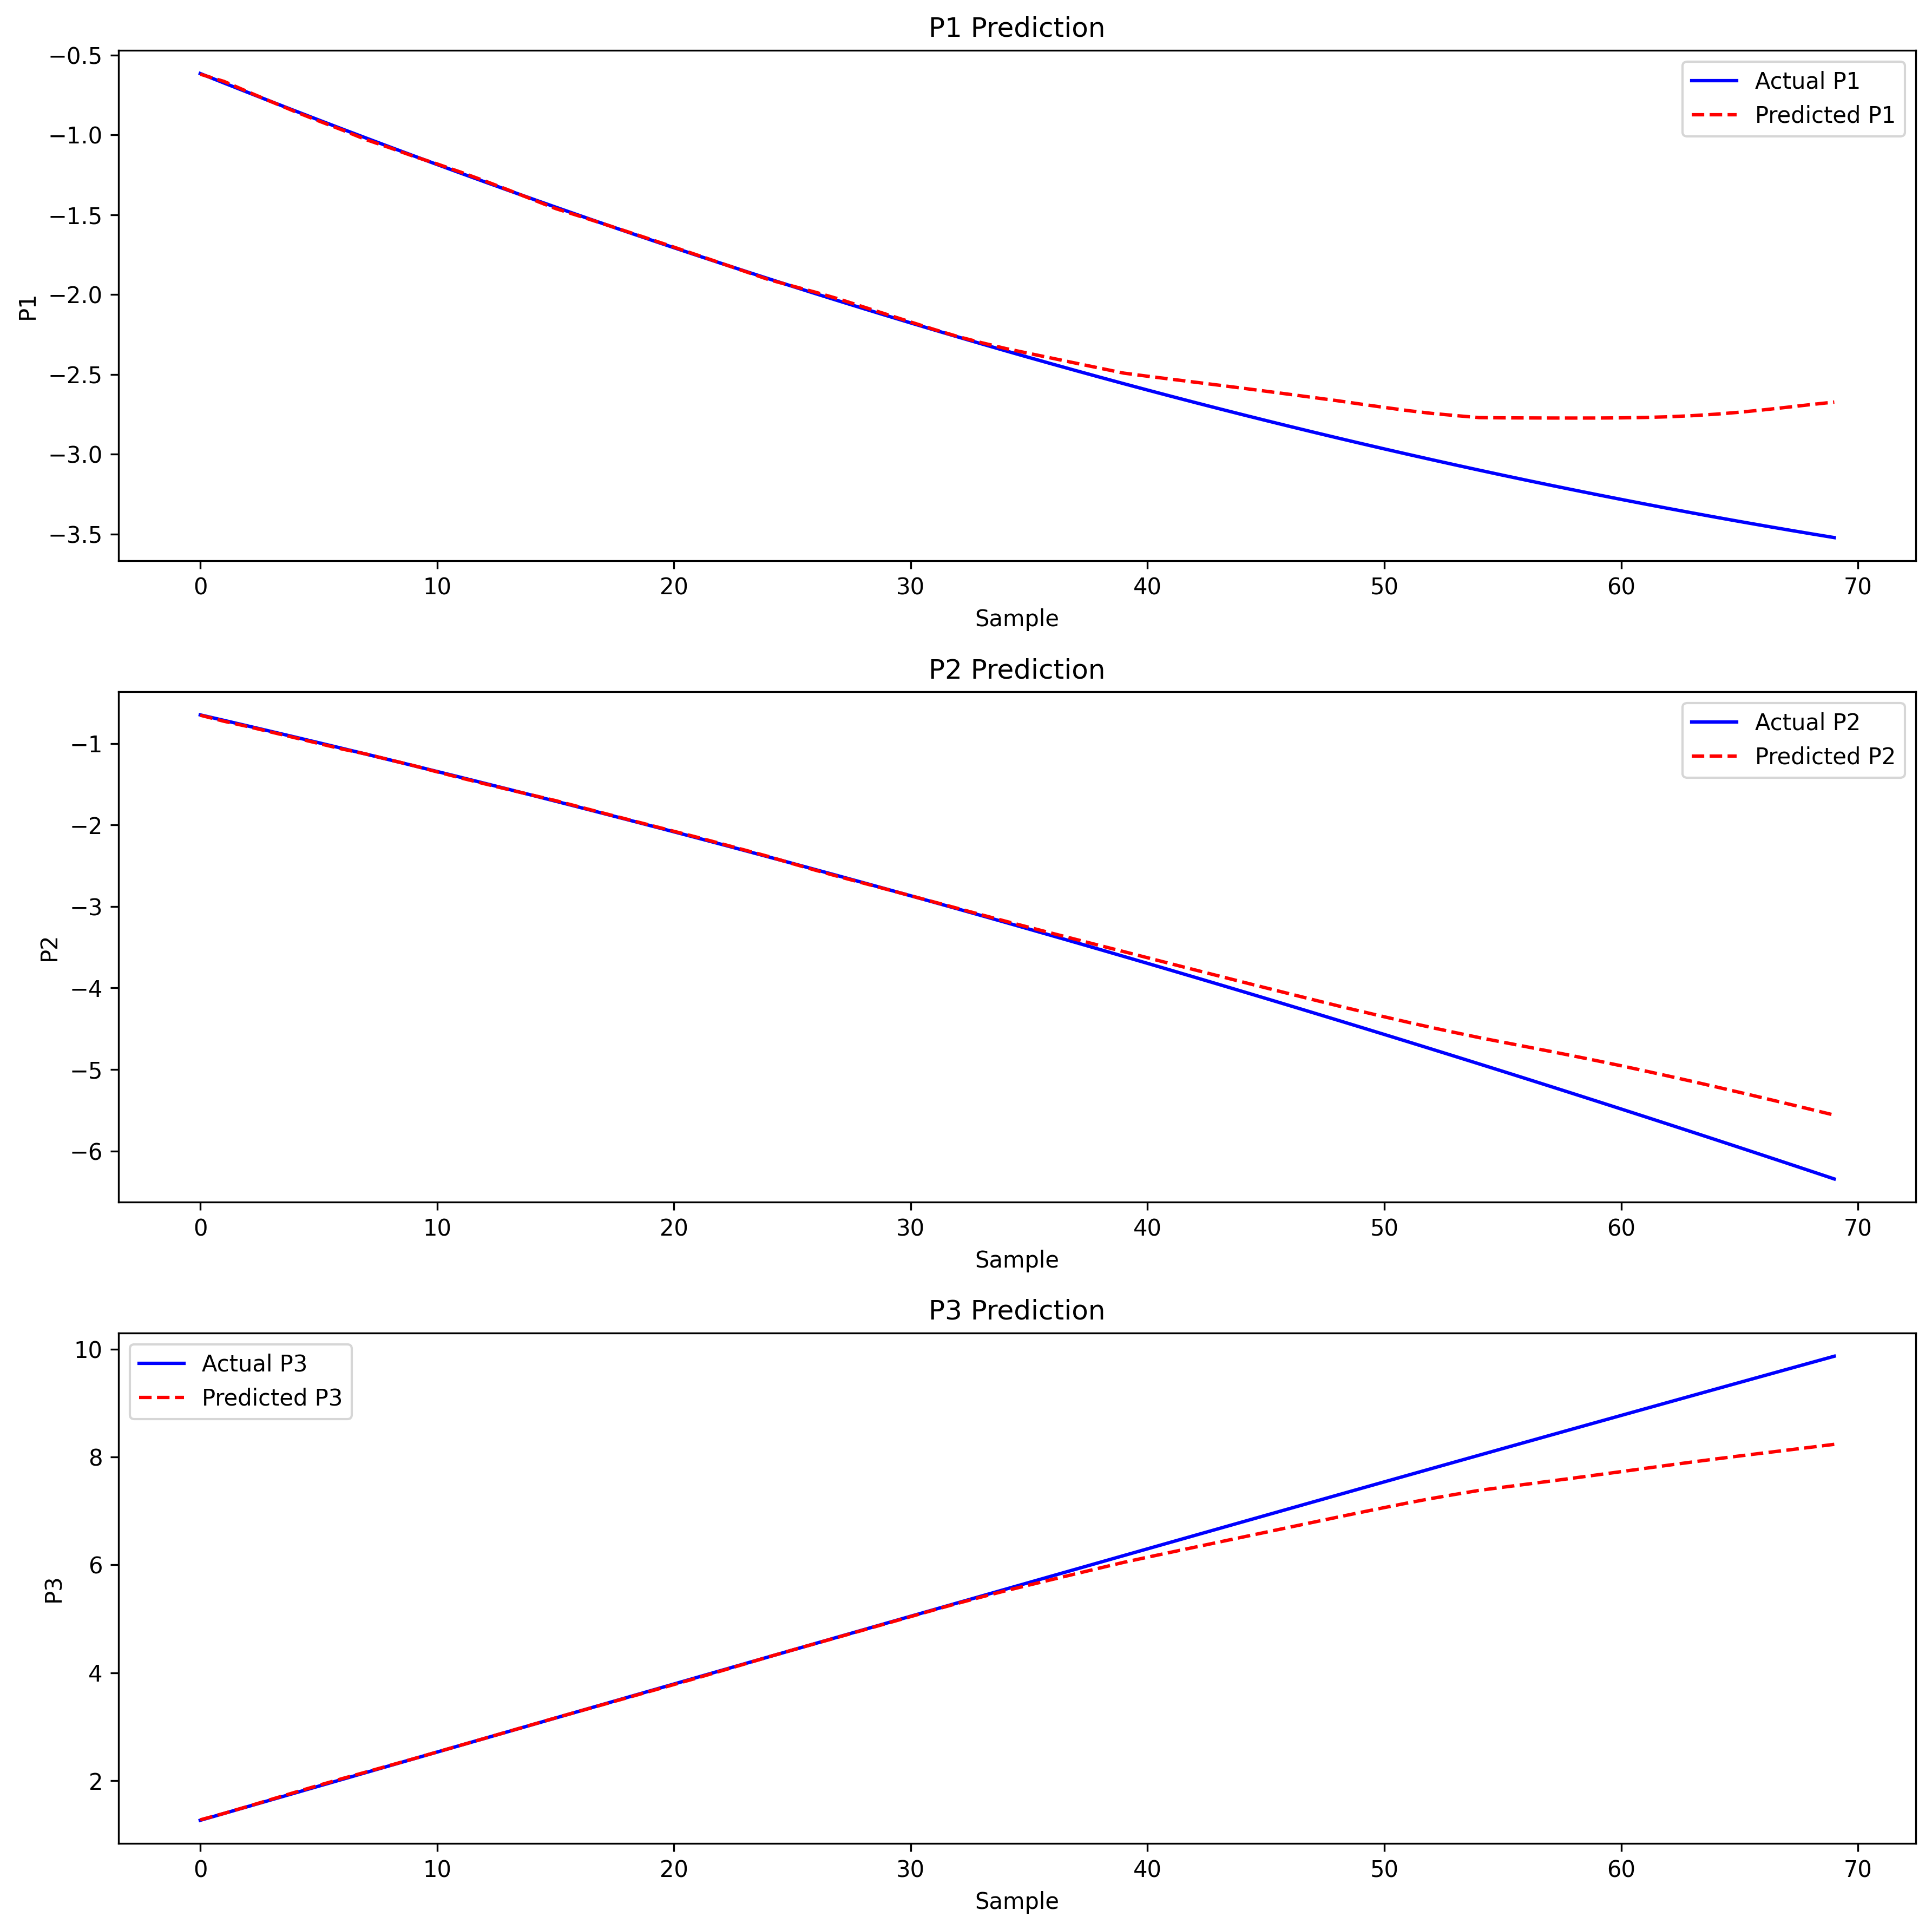 P1 Prediction
−0.5
−1.0
−1.5
−2.0
−2.5
−3.0
−3.5
P1
Actual P1
Predicted P1
0 10 20 30 40 50 60 70
Sample
P2 Prediction
−1
−2
−3
−4
−5
−6
P2
Actual P2
Predicted P2
0 10 20 30 40 50 60 70
Sample
P3 Prediction
10
8
6
4
2
P3
Actual P3
Predicted P3
0 10 20 30 40 50 60 70
Sample